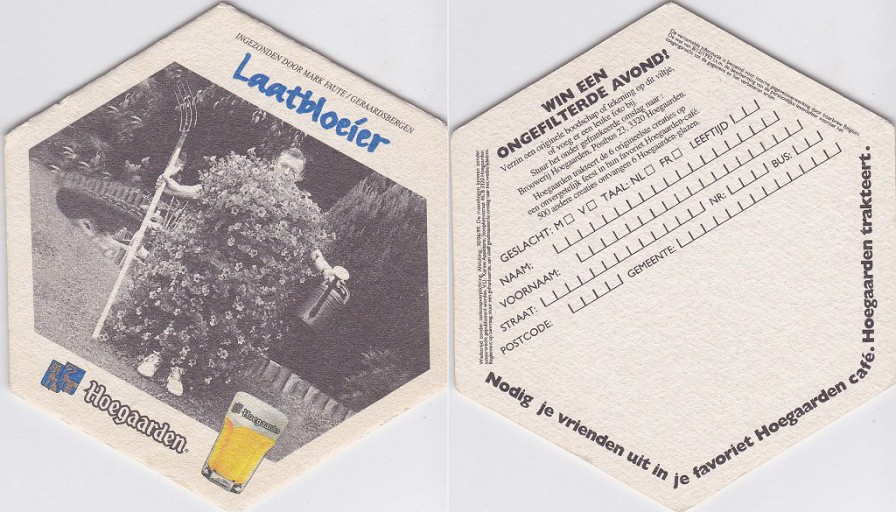 INGEZONDEN DOOR MARK FAUTE / GERAARDSBERGEN
Laatbloeier
Hoegaarden
Hoegaarden
WIN EEN
ONGEFILTERDE AVOND!
Verzin een originele boodschap of tekening op dit viltje,
of voeg er een leuke foto bij.
Stuur het onder gefrankeerde omslag naar:
Brouwerij Hoegaarden, Postbus 23, 3320 Hoegaarden.
Hoegaarden trakteert de 6 origineelste creaties op
een onvergetelijk feest in hun favoriet Hoegaarden-café.
500 andere creaties ontvangen 6 Hoegaarden-glazen.
GESLACHT: M V TAAL: NL FR LEEFTIJD
NAAM:
VOORNAAM:
STRAAT: NR: BUS:
POSTCODE: GEMEENTE:
Nodig je vrienden uit in je favoriet Hoegaarden café. Hoegaarden trakteert.